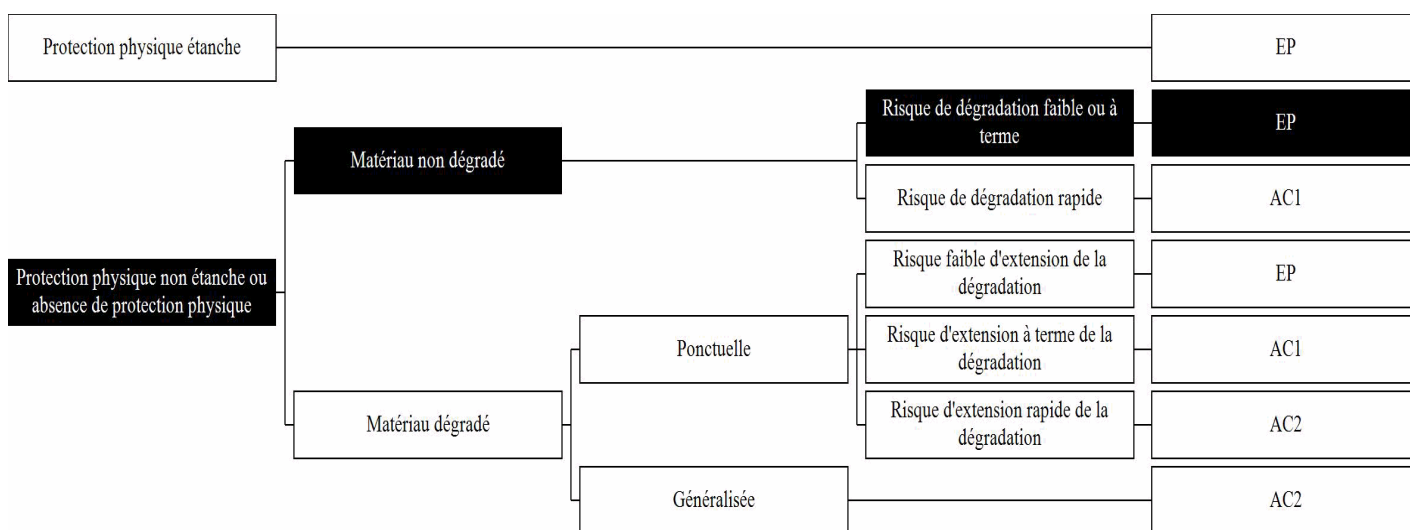 Protection physique étanche
EP
Risque de dégradation faible ou à
terme
EP
Matériau non dégradé
Risque de dégradation rapide
AC1
Protection physique non étanche ou
absence de protection physique
Risque faible d'extension de la
dégradation
EP
Ponctuelle
Risque d'extension à terme de la
dégradation
AC1
Matériau dégradé
Risque d'extension rapide de la
dégradation
AC2
Généralisée
AC2